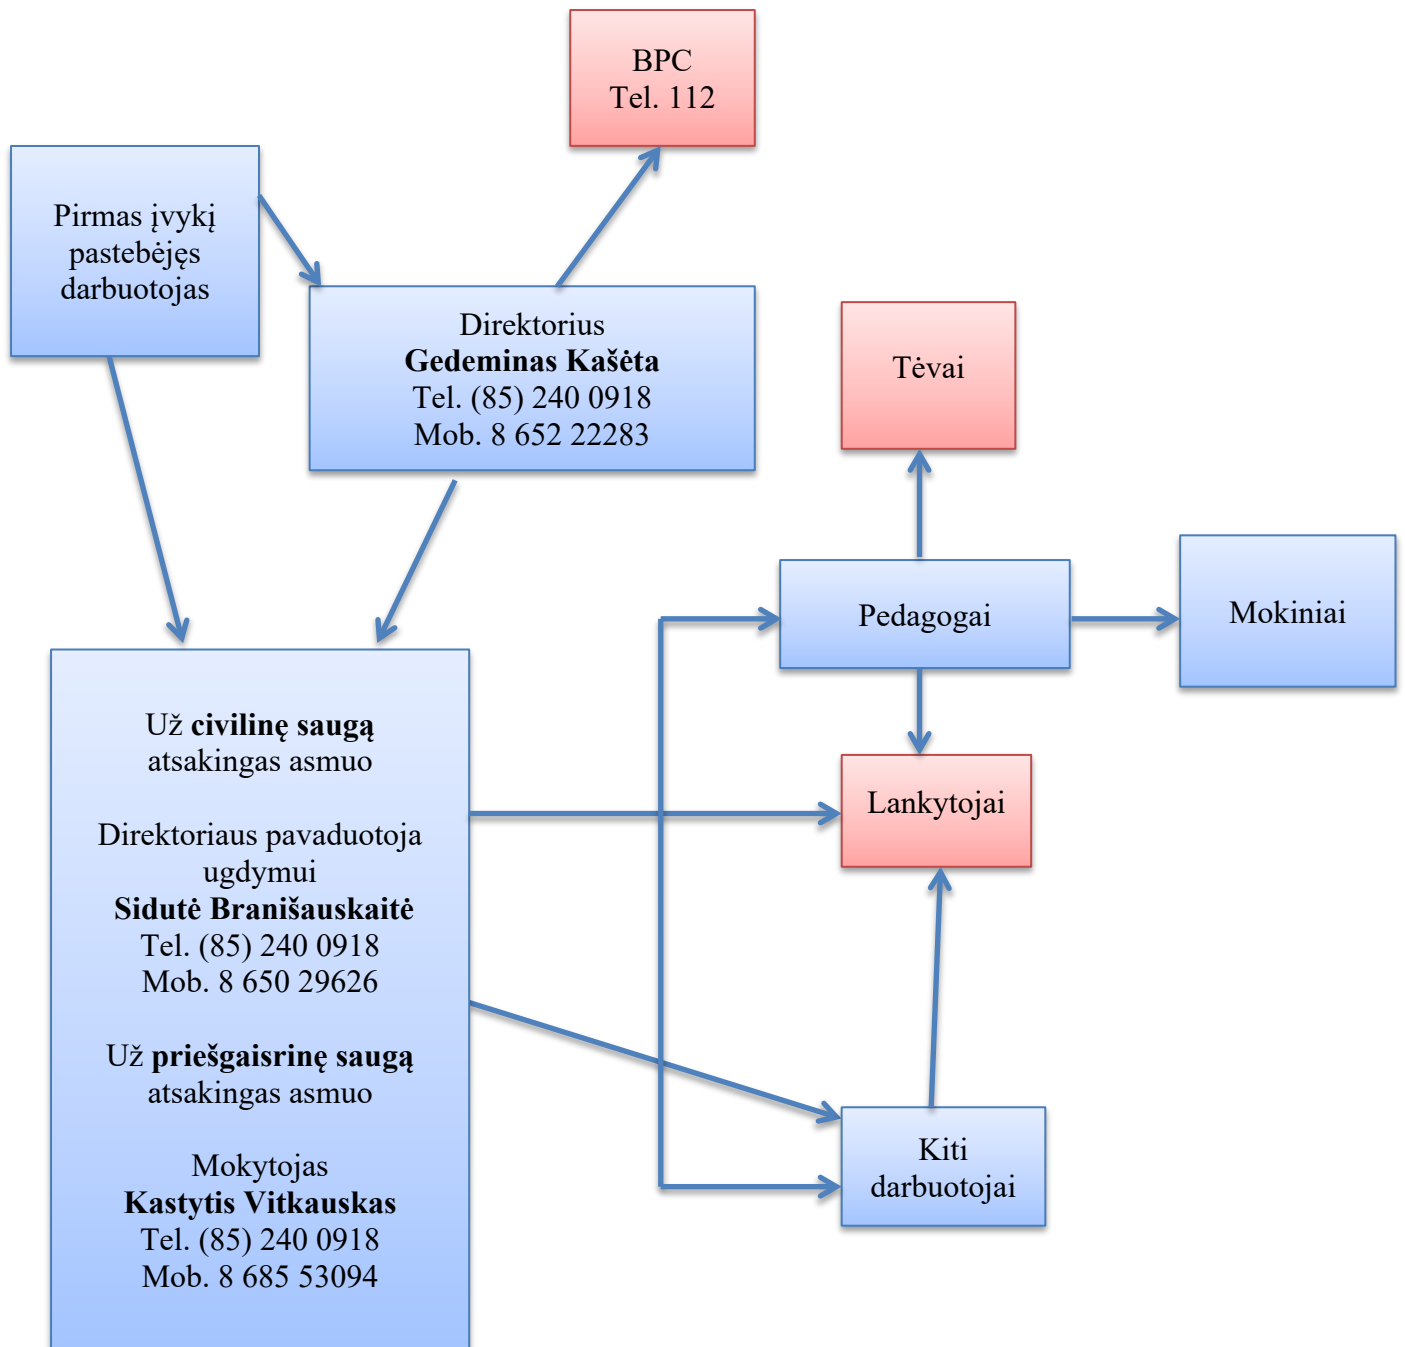 BPC
Tel. 112
Pirmas įvykį
pastebėjęs
darbuotojas
Direktorius
Gedeminas Kašėta
Tel. (85) 240 0918
Mob. 8 652 22283
Tėvai
Pedagogai
Mokiniai
Už civilinę saugą
atsakingas asmuo
Direktoriaus pavaduotoja
ugdymui
Sidutė Branišauskaitė
Tel. (85) 240 0918
Mob. 8 650 29626
Už priešgaisrinę saugą
atsakingas asmuo
Mokytojas
Kastytis Vitkauskas
Tel. (85) 240 0918
Mob. 8 685 53094
Lankytojai
Kiti
darbuotojai